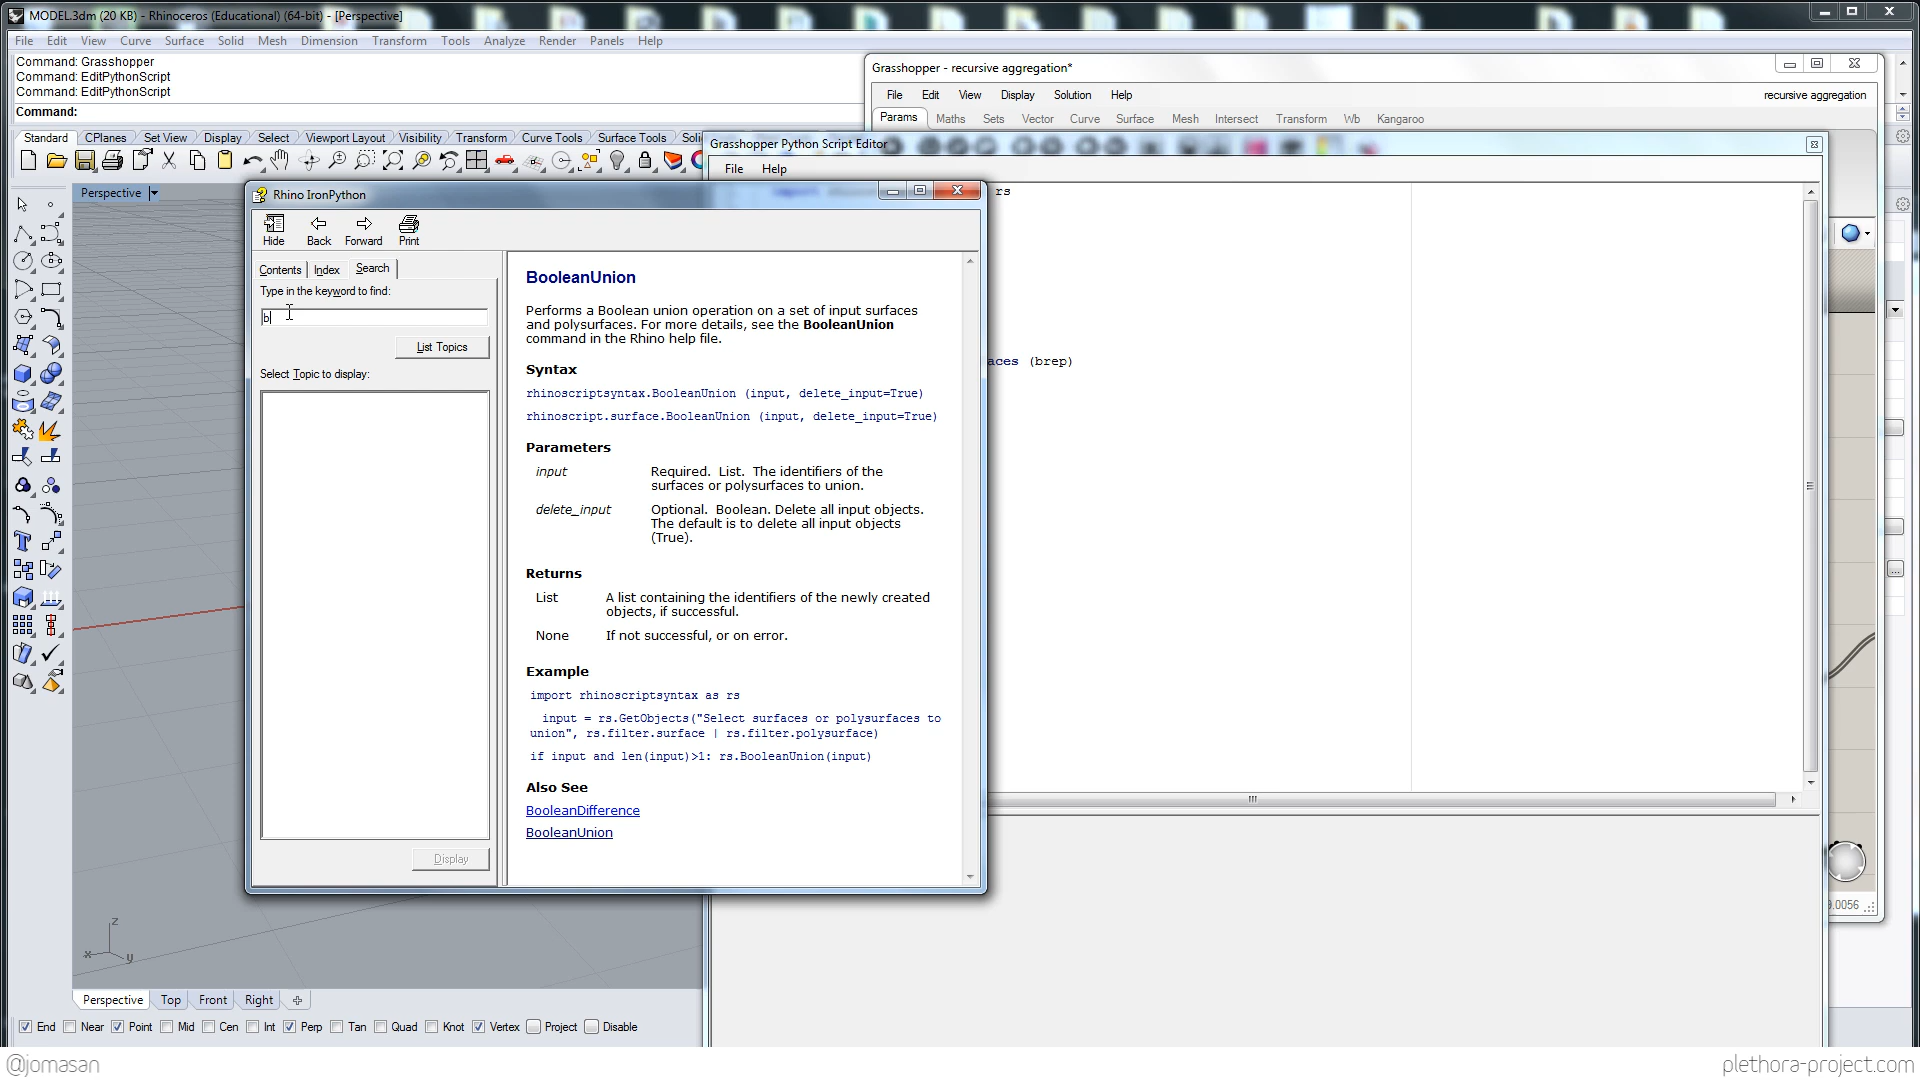 MODEL.3dm (20 KB) - Rhinoceros (Educational) (64-bit) - [Perspective]
File Edit View Curve Surface Solid Mesh Dimension Transform Tools Analyze Render Panels Help
Command: Grasshopper
Command: EditPythonScript
Command: EditPythonScript
Command:
Standard CPlanes Set View Display Select Viewport Layout Visibility Transform Curve Tools Surface Tools
Perspective
Grasshopper - recursive aggregation*
File Edit View Display Solution Help recursive aggregation
Params Maths Sets Vector Curve Surface Mesh Intersect Transform Wb Kangaroo
Grasshopper Python Script Editor
File Help
rs
aces (brep)
Rhino IronPython
Hide Back Forward Print
Contents Index Search
Type in the keyword to find:
b
List Topics
Select Topic to display:
Display
BooleanUnion
Performs a Boolean union operation on a set of input surfaces
and polysurfaces. For more details, see the BooleanUnion
command in the Rhino help file.
Syntax
rhinoscriptsyntax.BooleanUnion (input, delete_input=True)
rhinoscript.surface.BooleanUnion (input, delete_input=True)
Parameters
input Required. List. The identifiers of the
surfaces or polysurfaces to union.
delete_input Optional. Boolean. Delete all input objects.
The default is to delete all input objects
(True).
Returns
List A list containing the identifiers of the newly created
objects, if successful.
None If not successful, or on error.
Example
import rhinoscriptsyntax as rs
input = rs.GetObjects("Select surfaces or polysurfaces to
union", rs.filter.surface | rs.filter.polysurface)
if input and len(input)>1: rs.BooleanUnion(input)
Also See
BooleanDifference
BooleanUnion
9.0056
z
x
y
Perspective Top Front Right
End Near Point Mid Cen Int Perp Tan Quad Knot Vertex Project Disable
@jomasan
plethora-project.com